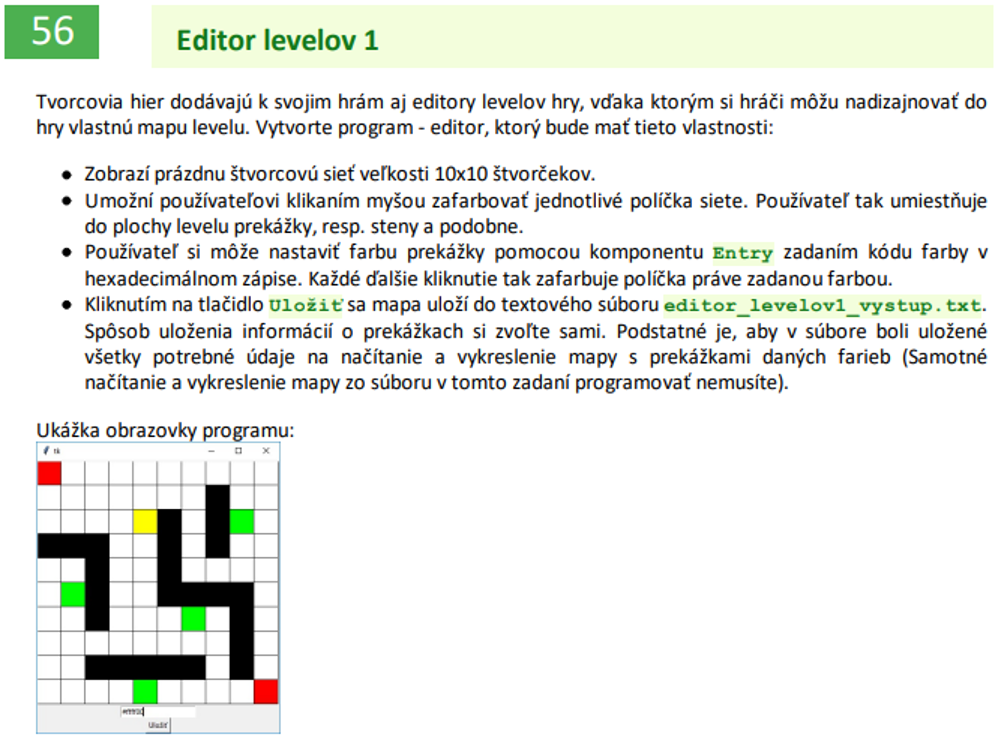 56
Editor levelov 1
Tvorcovia hier dodávajú k svojim hrám aj editory levelov hry, vďaka ktorým si hráči môžu nadizajnovať do
hry vlastnú mapu levelu. Vytvorte program - editor, ktorý bude mať tieto vlastnosti:
● Zobrazí prázdnu štvorcovú sieť veľkosti 10x10 štvorčekov.
● Umožní používateľovi klikaním myšou zafarbovať jednotlivé políčka siete. Používateľ tak umiestňuje
do plochy levelu prekážky, resp. steny a podobne.
● Používateľ si môže nastaviť farbu prekážky pomocou komponentu Entry zadaním kódu farby v
hexadecimálnom zápise. Každé ďalšie kliknutie tak zafarbuje políčka práve zadanou farbou.
● Kliknutím na tlačidlo Uložiť sa mapa uloží do textového súboru editor_levelov1_vystup.txt.
Spôsob uloženia informácií o prekážkach si zvoľte sami. Podstatné je, aby v súbore boli uložené
všetky potrebné údaje na načítanie a vykreslenie mapy s prekážkami daných farieb (Samotné
načítanie a vykreslenie mapy zo súboru v tomto zadaní programovať nemusíte).
Ukážka obrazovky programu:
tk
Uložiť